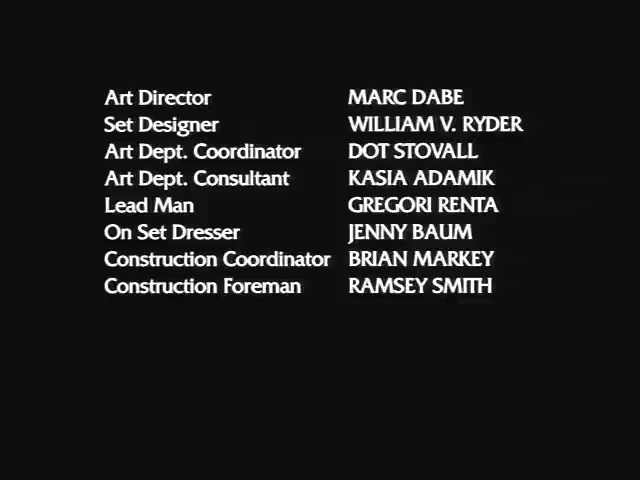 Art Director MARC DABE
Set Designer WILLIAM V. RYDER
Art Dept. Coordinator DOT STOVALL
Art Dept. Consultant KASIA ADAMIK
Lead Man GREGORI RENTA
On Set Dresser JENNY BAUM
Construction Coordinator BRIAN MARKEY
Construction Foreman RAMSEY SMITH